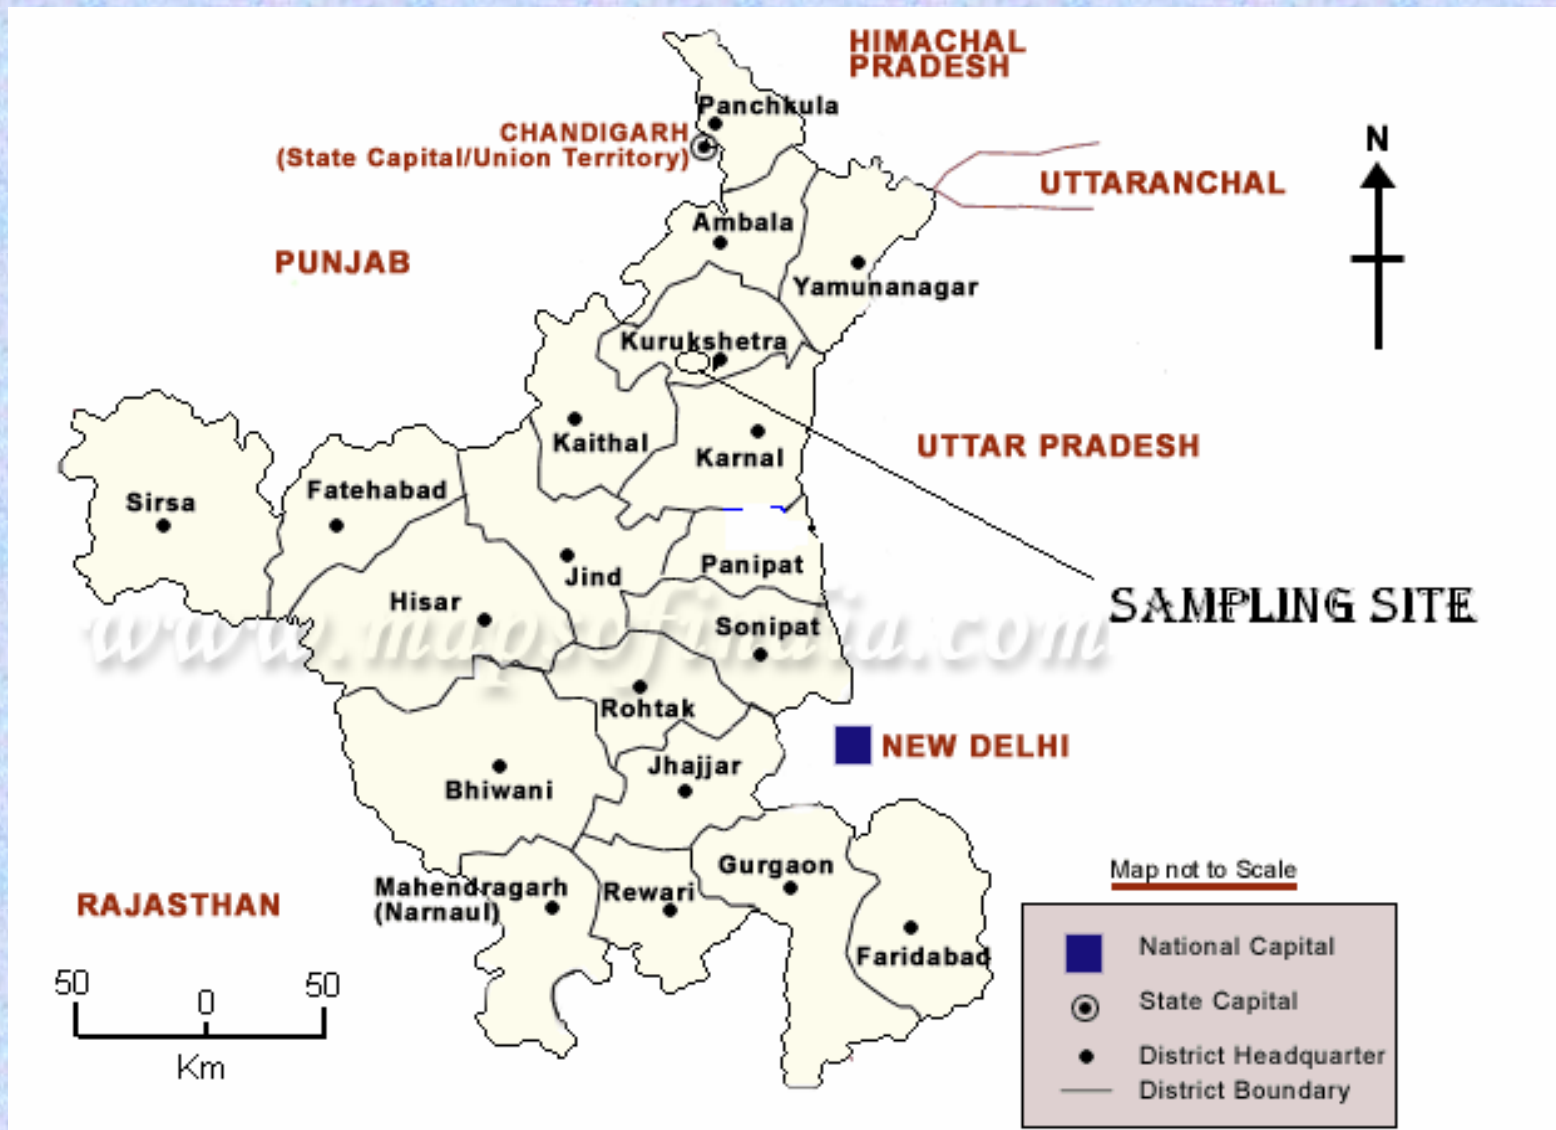 HIMACHAL
PRADESH
Panchkula
CHANDIGARH
(State Capital/Union Territory)
N
UTTARANCHAL
Ambala
PUNJAB
Yamunanagar
Kurukshetra
Kaithal
Karnal
UTTAR PRADESH
Sirsa
Fatehabad
Jind
Panipat
Hisar
SAMPLING SITE
www.mapsofindia.com
Sonipat
Rohtak
NEW DELHI
Jhajjar
Bhiwani
Gurgaon
Map not to Scale
Mahendragarh
(Narnaul)
Rewari
RAJASTHAN
Faridabad
National Capital
50 0 50
Km
State Capital
District Headquarter
District Boundary